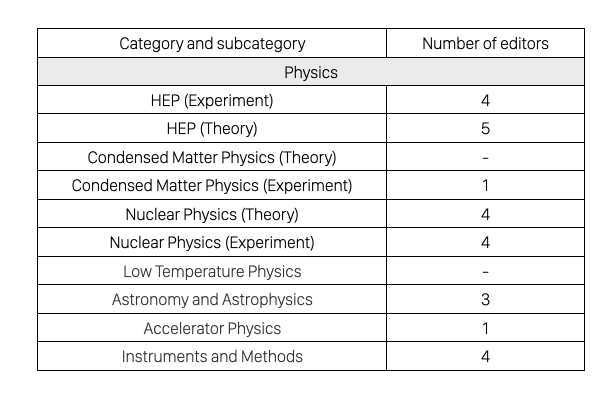 Category and subcategory Number of editors
Physics
HEP (Experiment) 4
HEP (Theory) 5
Condensed Matter Physics (Theory) -
Condensed Matter Physics (Experiment) 1
Nuclear Physics (Theory) 4
Nuclear Physics (Experiment) 4
Low Temperature Physics -
Astronomy and Astrophysics 3
Accelerator Physics 1
Instruments and Methods 4